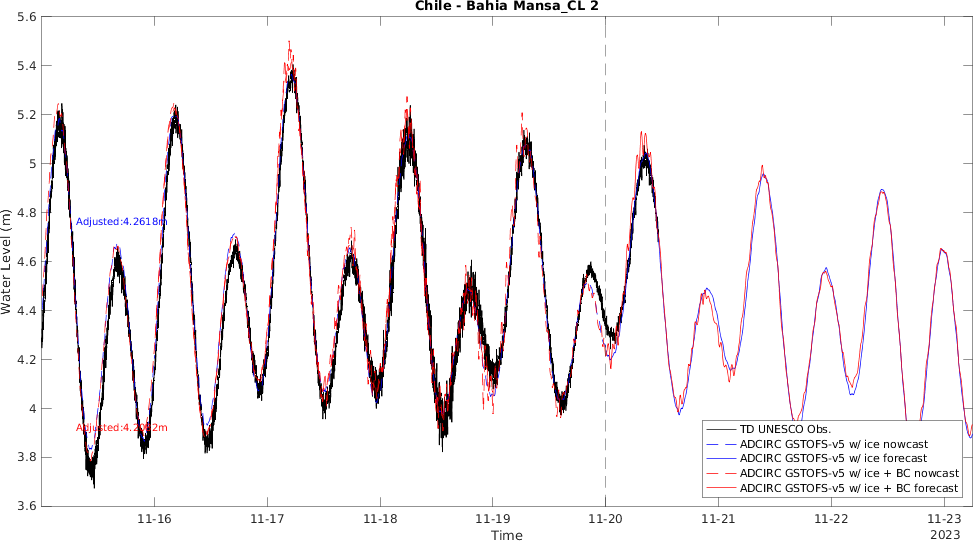 Chile - Bahia Mansa_CL 2
5.6
5.4
5.2
5
4.8
4.6
4.4
4.2
4
3.8
3.6
Water Level (m)
Adjusted:4.2618m
TD UNESCO Obs.
ADCIRC GSTOFS-v5 w/ ice nowcast
ADCIRC GSTOFS-v5 w/ ice forecast
ADCIRC GSTOFS-v5 w/ ice + BC nowcast
ADCIRC GSTOFS-v5 w/ ice + BC forecast
11-16
11-17
11-18
11-19
11-20
11-21
11-22
11-23
Time
2023